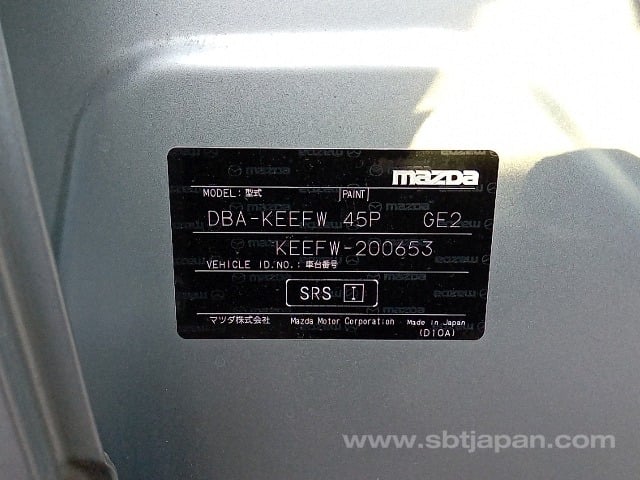 mazda
MODEL:型式 PAINT
DBA-KEEFW 45P GE2
KEEFW-200653
VEHICLE ID.NO.:車台番号
SRS I
マツダ株式会社 Mazda Motor Corporation Made in Japan
(D10A)
www.sbtjapan.com